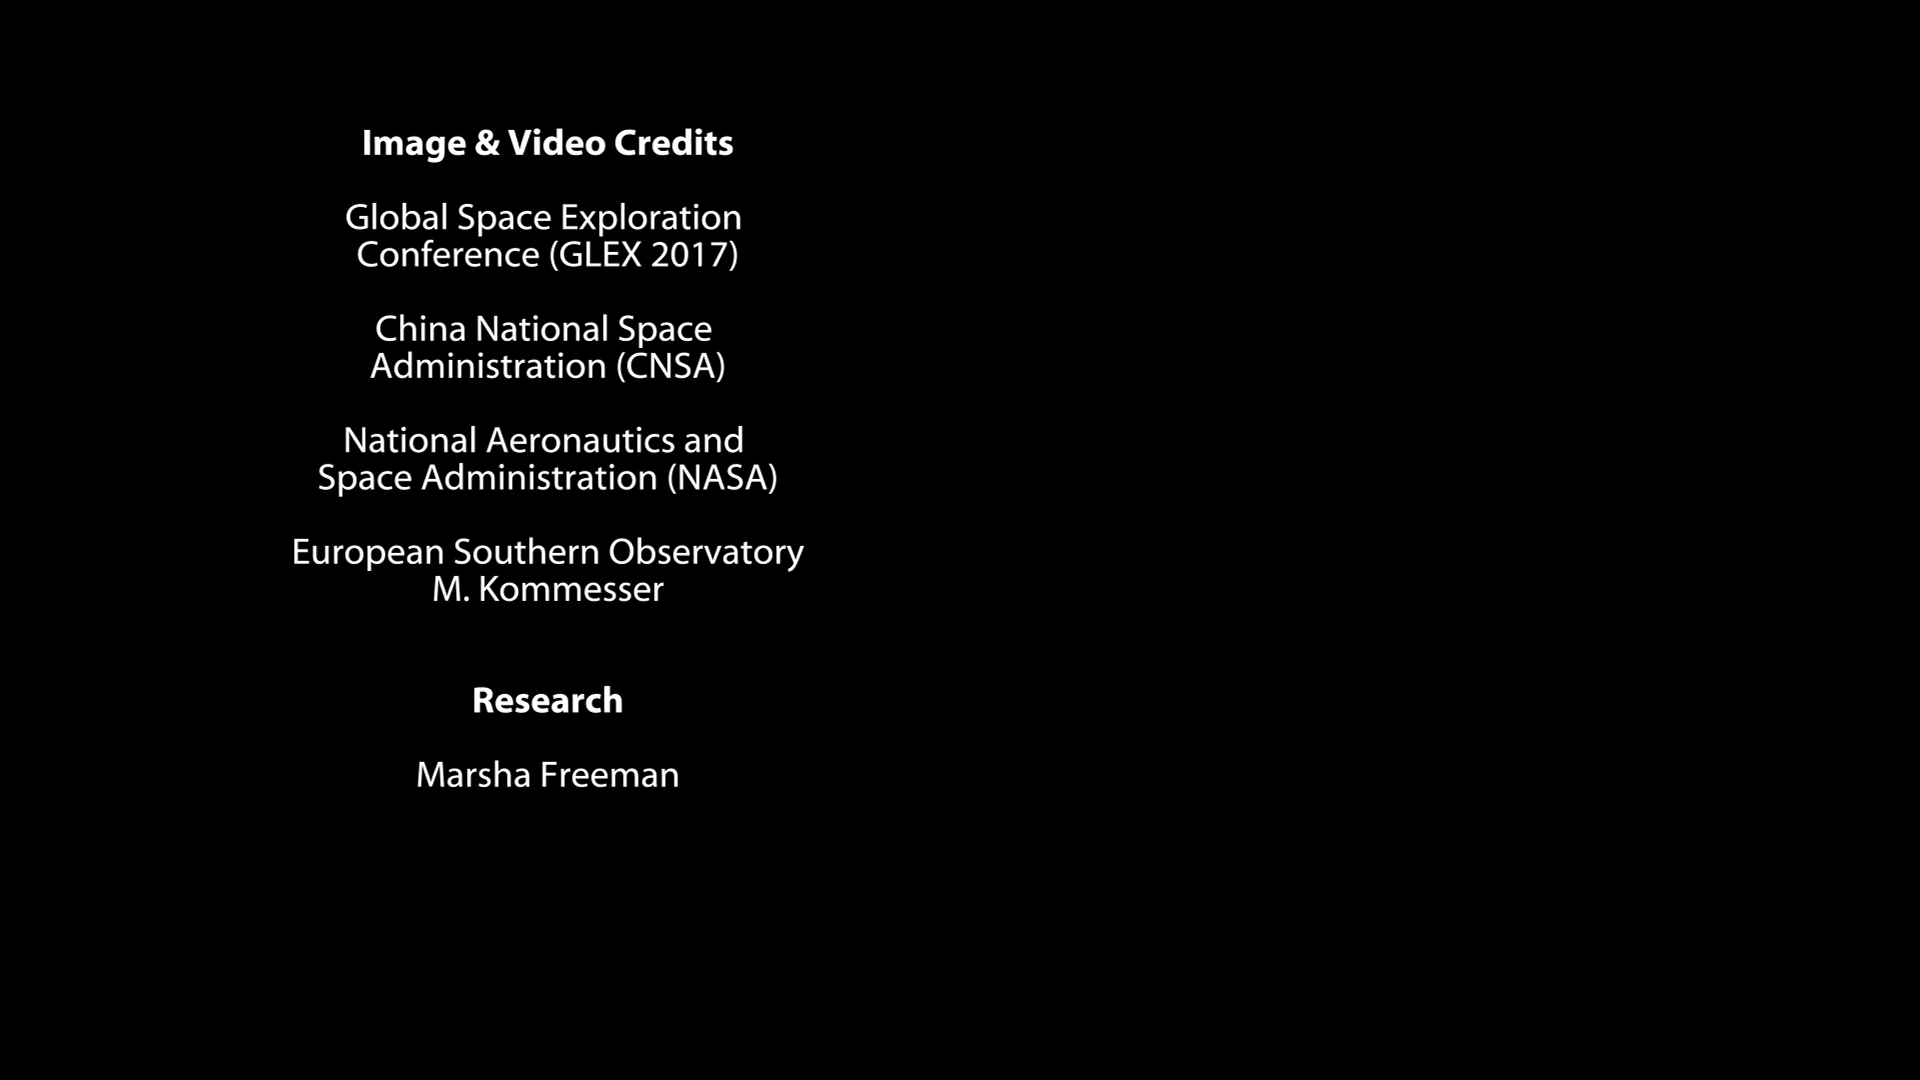 Image & Video Credits
Global Space Exploration
Conference (GLEX 2017)
China National Space
Administration (CNSA)
National Aeronautics and
Space Administration (NASA)
European Southern Observatory
M. Kommesser
Research
Marsha Freeman